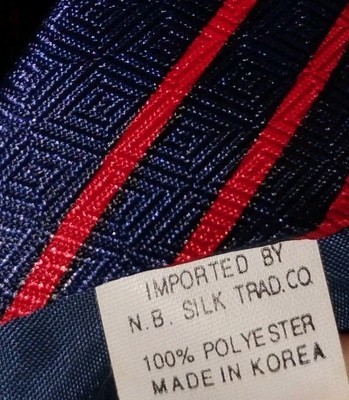 IMPORTED BY
N.B. SILK TRAD.CO.
100% POLYESTER
MADE IN KOREA